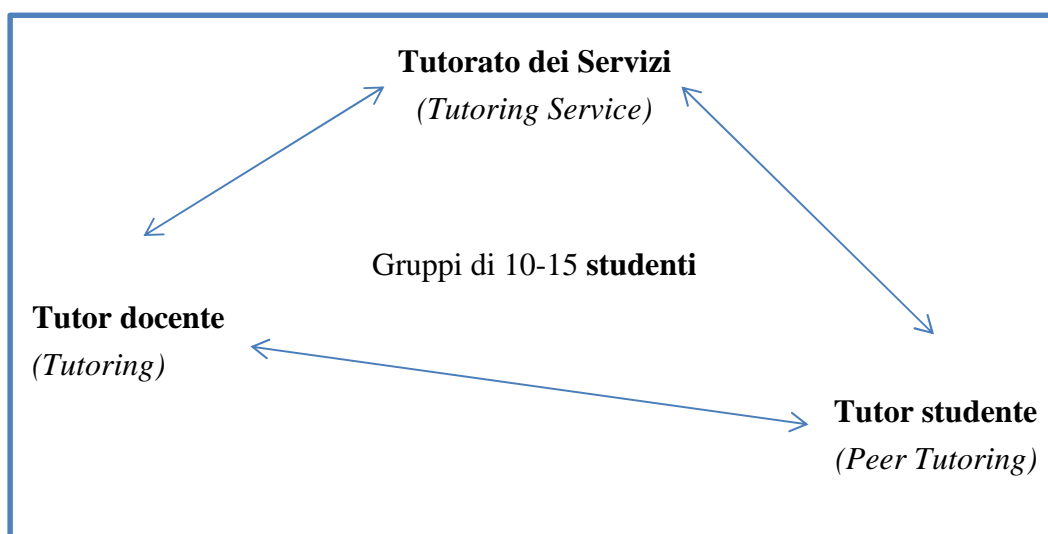 Tutorato dei Servizi
(Tutoring Service)
Gruppi di 10-15 studenti
Tutor docente
(Tutoring)
Tutor studente
(Peer Tutoring)